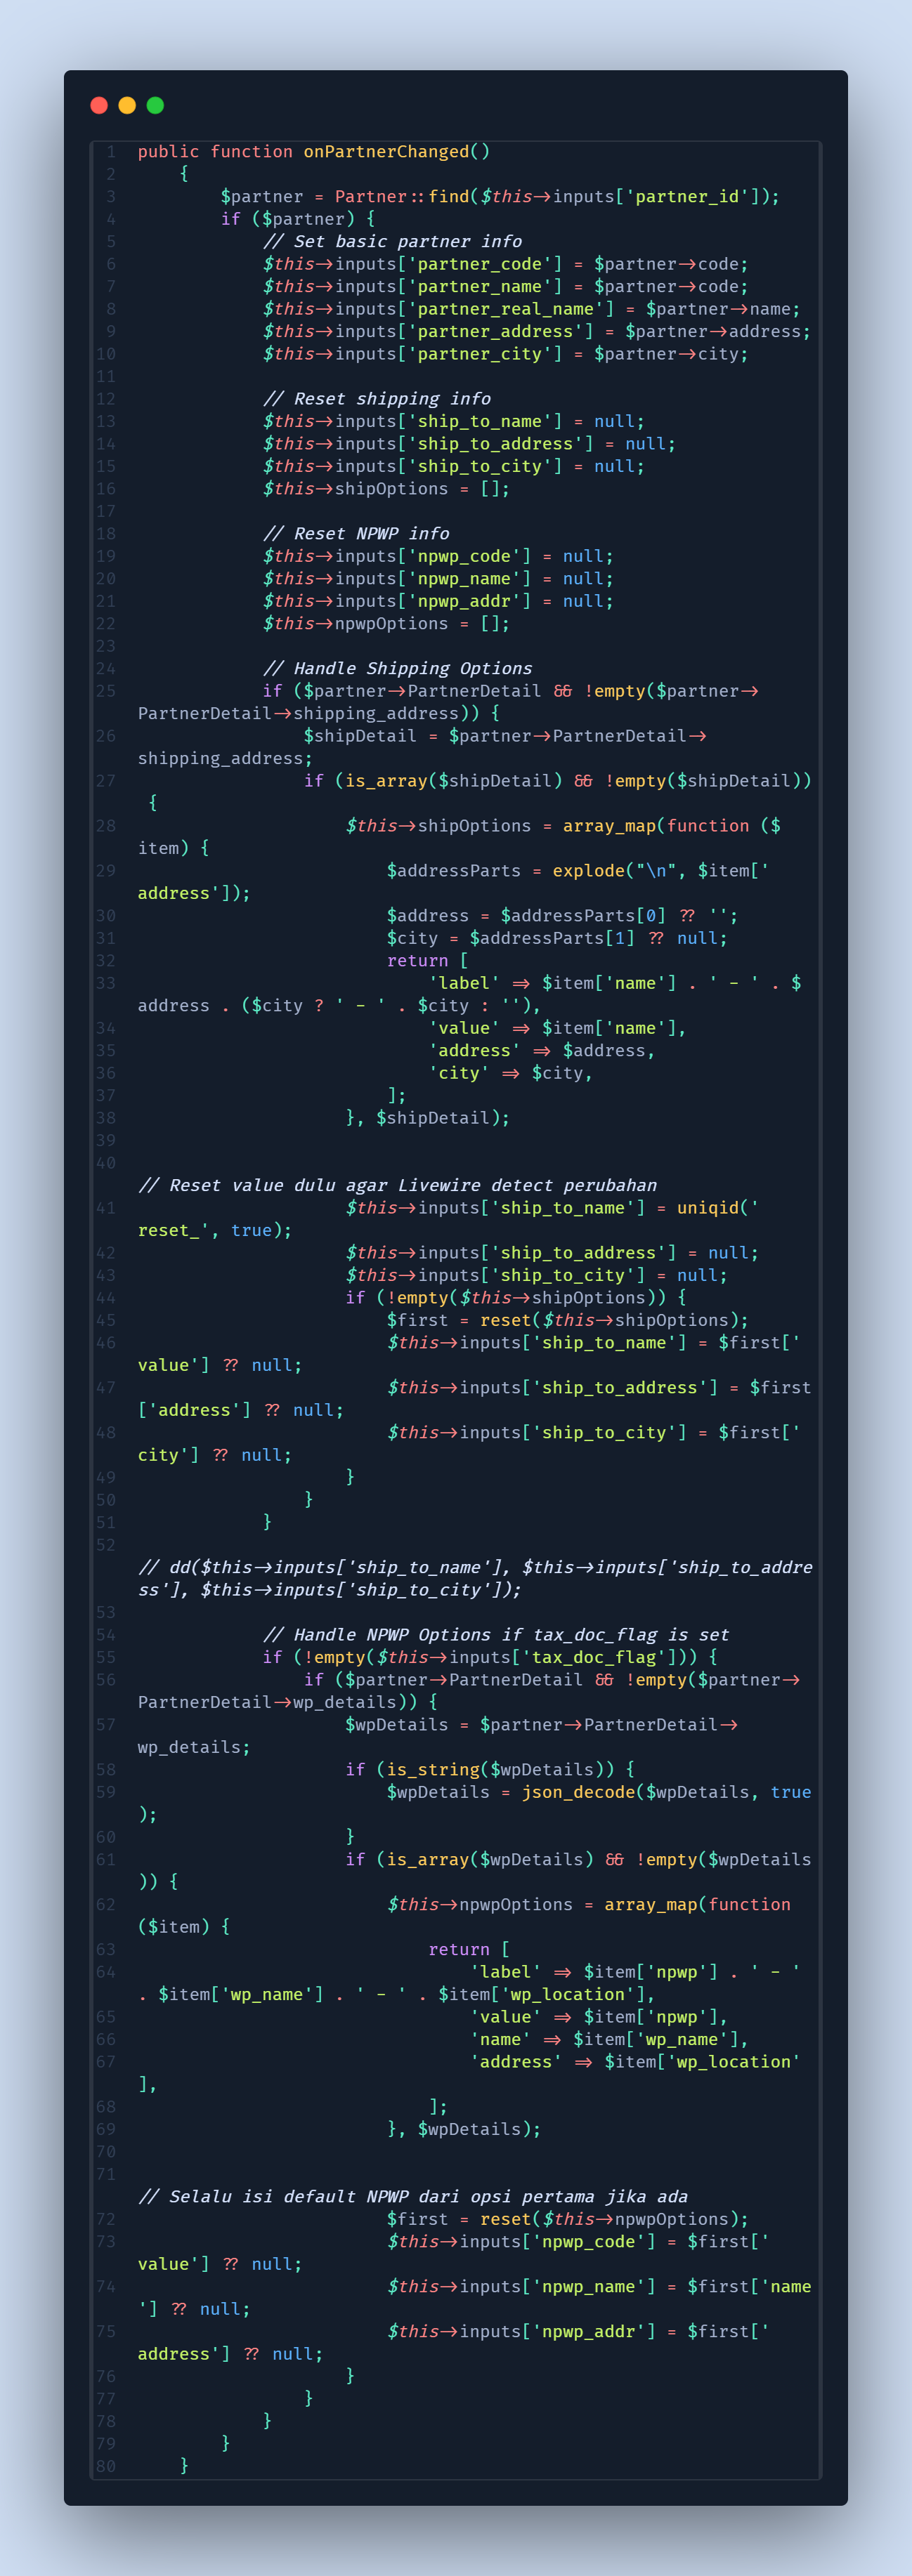 1 public function onPartnerChanged()
2     {
3         $partner = Partner::find($this->inputs['partner_id']);
4         if ($partner) {
5             // Set basic partner info
6             $this->inputs['partner_code'] = $partner->code;
7             $this->inputs['partner_name'] = $partner->code;
8             $this->inputs['partner_real_name'] = $partner->name;
9             $this->inputs['partner_address'] = $partner->address;
10             $this->inputs['partner_city'] = $partner->city;
11
12             // Reset shipping info
13             $this->inputs['ship_to_name'] = null;
14             $this->inputs['ship_to_address'] = null;
15             $this->inputs['ship_to_city'] = null;
16             $this->shipOptions = [];
17
18             // Reset NPWP info
19             $this->inputs['npwp_code'] = null;
20             $this->inputs['npwp_name'] = null;
21             $this->inputs['npwp_addr'] = null;
22             $this->npwpOptions = [];
23
24             // Handle Shipping Options
25             if ($partner->PartnerDetail && !empty($partner->
PartnerDetail->shipping_address)) {
26                 $shipDetail = $partner->PartnerDetail->
shipping_address;
27                 if (is_array($shipDetail) && !empty($shipDetail))
 {
28                     $this->shipOptions = array_map(function ($
item) {
29                         $addressParts = explode("\n", $item['
address']);
30                         $address = $addressParts[0] ?? '';
31                         $city = $addressParts[1] ?? null;
32                         return [
33                             'label' => $item['name'] . ' - ' . $
address . ($city ? ' - ' . $city : ''),
34                             'value' => $item['name'],
35                             'address' => $address,
36                             'city' => $city,
37                         ];
38                     }, $shipDetail);
39
40
// Reset value dulu agar Livewire detect perubahan
41                     $this->inputs['ship_to_name'] = uniqid('
reset_', true);
42                     $this->inputs['ship_to_address'] = null;
43                     $this->inputs['ship_to_city'] = null;
44                     if (!empty($this->shipOptions)) {
45                         $first = reset($this->shipOptions);
46                         $this->inputs['ship_to_name'] = $first['
value'] ?? null;
47                         $this->inputs['ship_to_address'] = $first
['address'] ?? null;
48                         $this->inputs['ship_to_city'] = $first['
city'] ?? null;
49                     }
50                 }
51             }
52
// dd($this->inputs['ship_to_name'], $this->inputs['ship_to_addre
ss'], $this->inputs['ship_to_city']);
53
54             // Handle NPWP Options if tax_doc_flag is set
55             if (!empty($this->inputs['tax_doc_flag'])) {
56                 if ($partner->PartnerDetail && !empty($partner->
PartnerDetail->wp_details)) {
57                     $wpDetails = $partner->PartnerDetail->
wp_details;
58                     if (is_string($wpDetails)) {
59                         $wpDetails = json_decode($wpDetails, true
);
60                     }
61                     if (is_array($wpDetails) && !empty($wpDetails
)) {
62                         $this->npwpOptions = array_map(function
($item) {
63                             return [
64                                 'label' => $item['npwp'] . ' - '
. $item['wp_name'] . ' - ' . $item['wp_location'],
65                                 'value' => $item['npwp'],
66                                 'name' => $item['wp_name'],
67                                 'address' => $item['wp_location'
],
68                             ];
69                         }, $wpDetails);
70
71
// Selalu isi default NPWP dari opsi pertama jika ada
72                         $first = reset($this->npwpOptions);
73                         $this->inputs['npwp_code'] = $first['
value'] ?? null;
74                         $this->inputs['npwp_name'] = $first['name
'] ?? null;
75                         $this->inputs['npwp_addr'] = $first['
address'] ?? null;
76                     }
77                 }
78             }
79         }
80     }